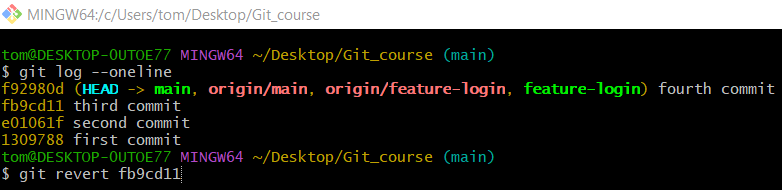 MINGW64:/c/Users/tom/Desktop/Git_course
tom@DESKTOP-OUTOE77 MINGW64 ~/Desktop/Git_course (main)
$ git log --oneline
f92980d (HEAD -> main, origin/main, origin/feature-login, feature-login) fourth commit
fb9cd11 third commit
e01061f second commit
1309788 first commit
tom@DESKTOP-OUTOE77 MINGW64 ~/Desktop/Git_course (main)
$ git revert fb9cd11